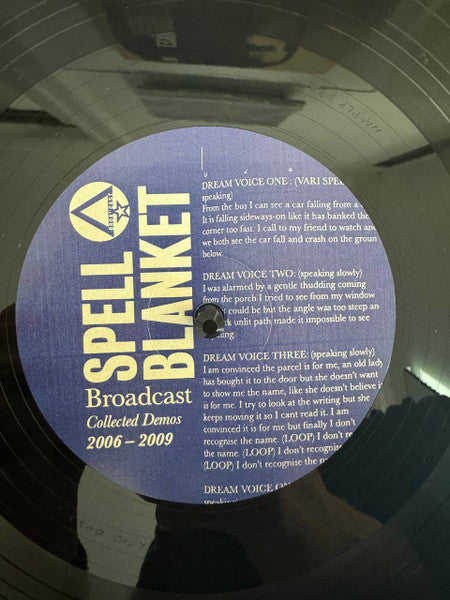 SPELL
BLANKET
Broadcast
Collected Demos
2006 – 2009
DREAM VOICE ONE : (VARI SPE
speaking)
From the bus I can see a car falling from a
It is falling sideways-on like it has banked the
corner too fast. I call to my friend to watch an
we both see the car fall and crash on the groun
below.
DREAM VOICE TWO: (speaking slowly)
I was alarmed by a gentle thudding coming
from the porch I tried to see from my window
could be but the angle was too steep an
unlit path made it impossible to see
DREAM VOICE THREE: (speaking slowly)
I am convinced the parcel is for me, an old lady
has bought it to the door but she doesn't want
to show me the name, like she doesn't believe it
is for me. I try to look at the writing but she
keeps moving it so I cant read it. I am
convinced it is for me but finally I don't
recognise the name. (LOOP) I don't re
recognise the name. (LOOP) I don't r
(LOOP) I don't recognise the name.
DREAM VOICE